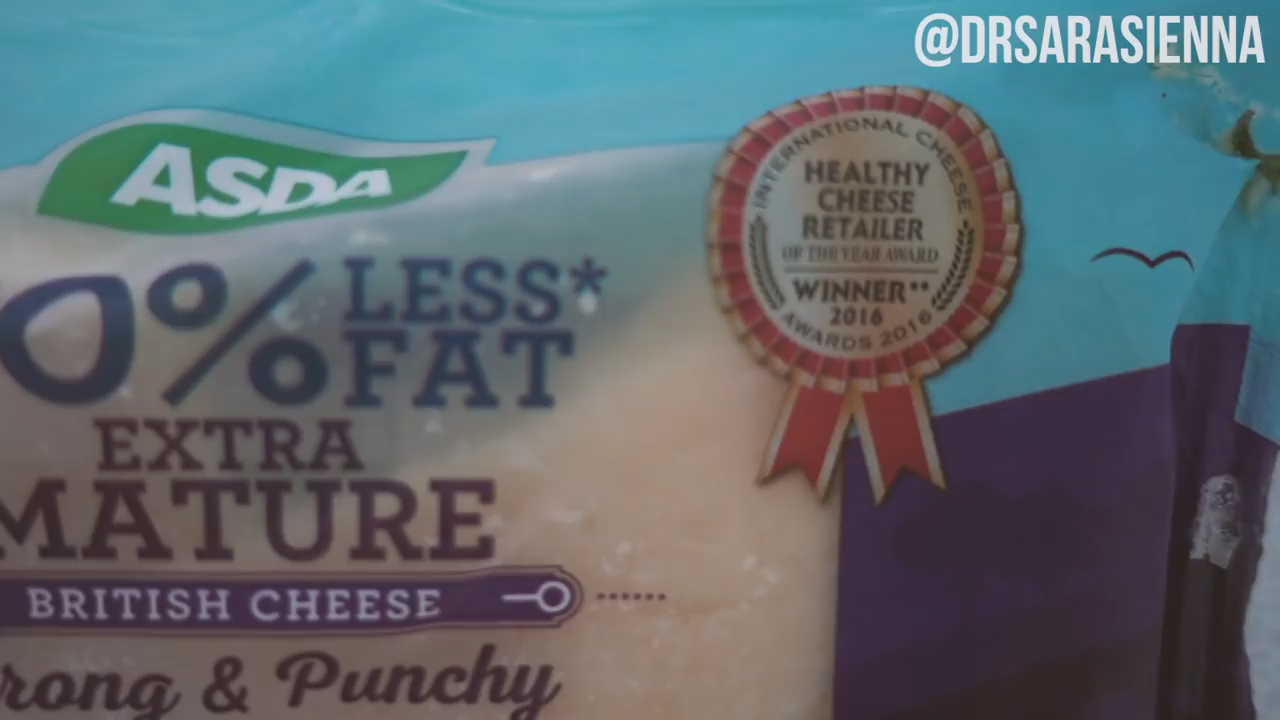 @DRSARASIENNA
ASDA
0% LESS*
FAT
EXTRA
MATURE
BRITISH CHEESE
rong & Punchy
INTERNATIONAL CHEESE
HEALTHY
CHEESE
RETAILER
OF THE YEAR AWARD
WINNER**
2016
AWARDS 2016